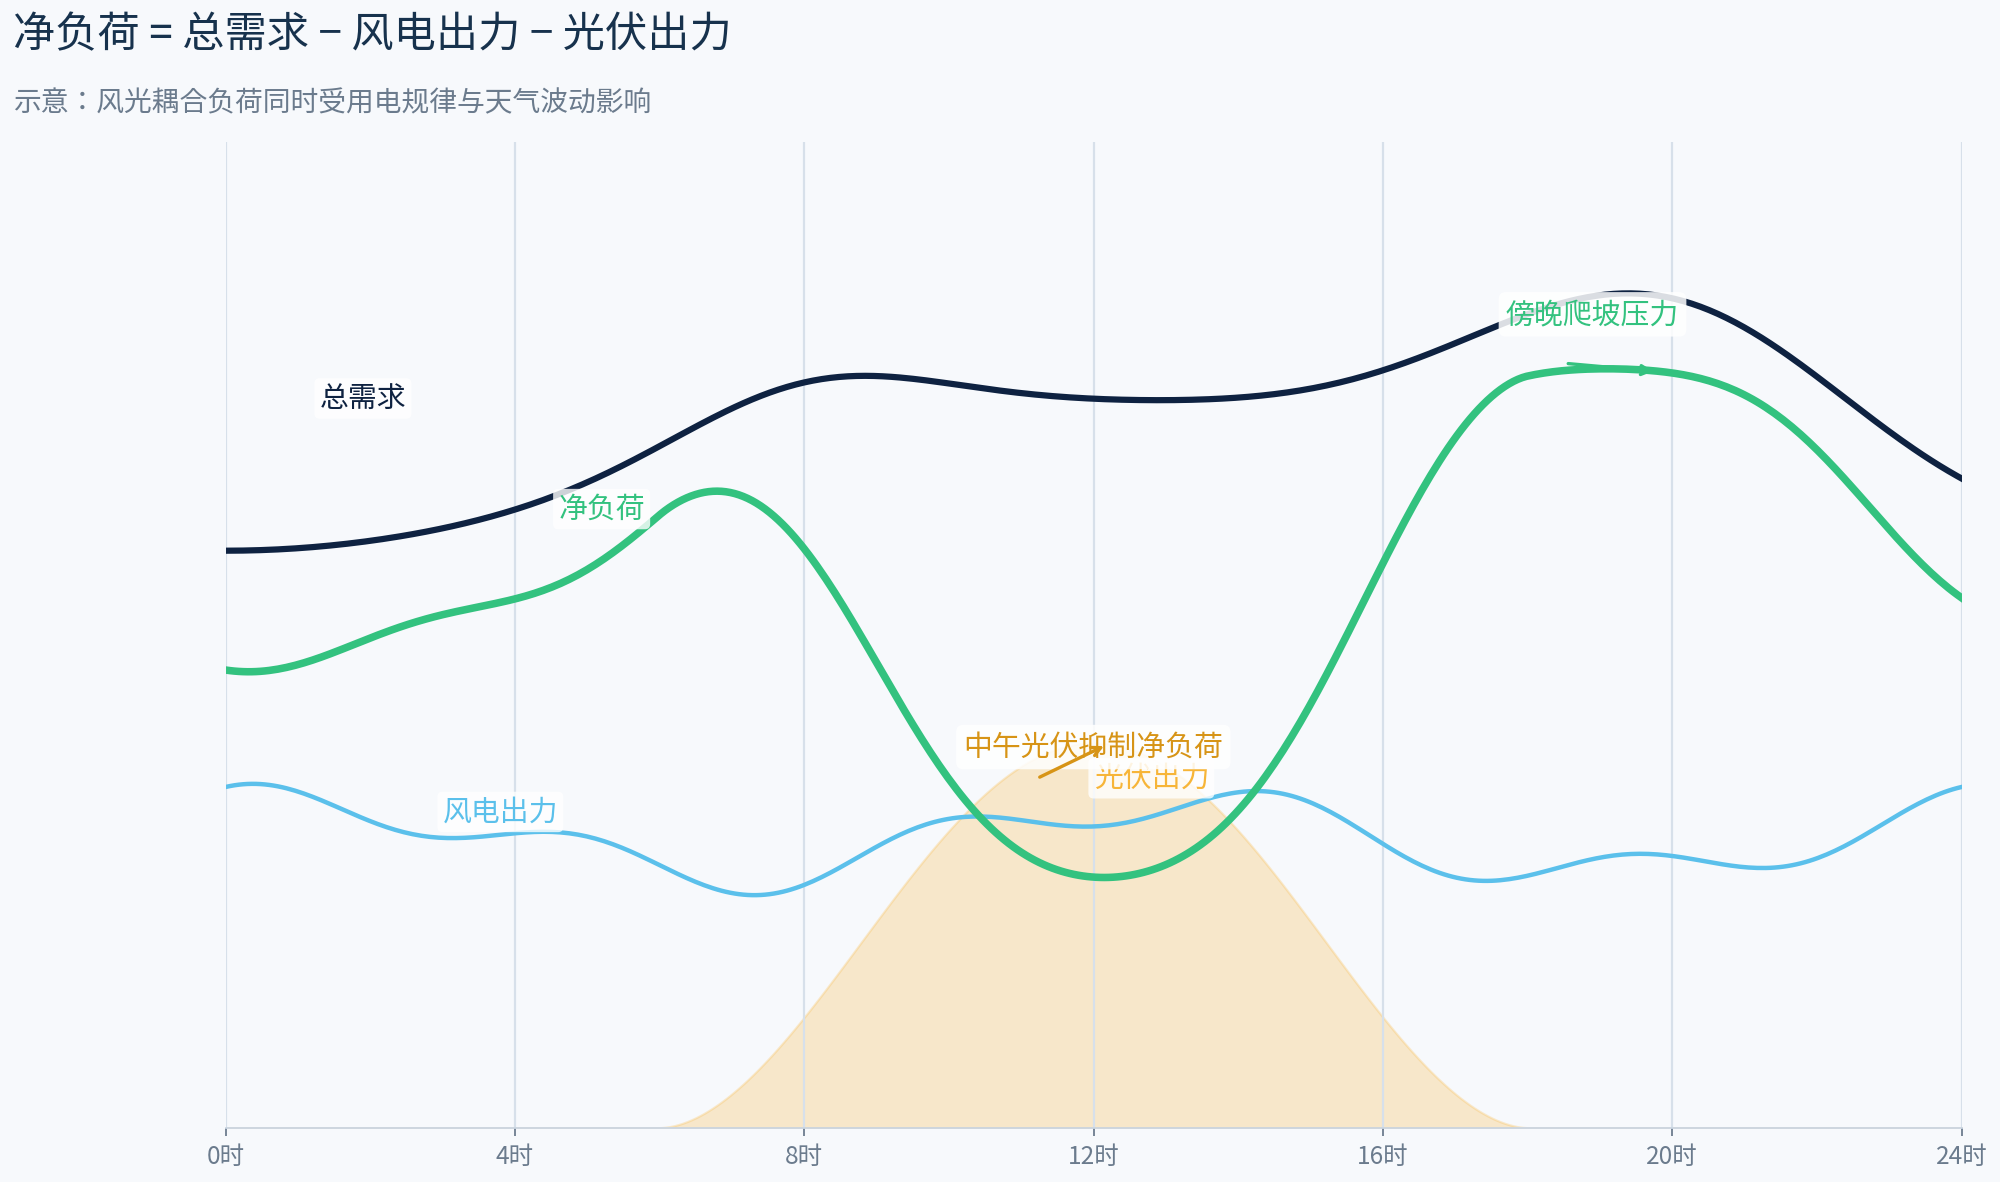 净负荷 = 总需求 − 风电出力 − 光伏出力
示意：风光耦合负荷同时受用电规律与天气波动影响
傍晚爬坡压力
总需求
净负荷
中午光伏抑制净负荷
光伏出力
风电出力
0时
4时
8时
12时
16时
20时
24时